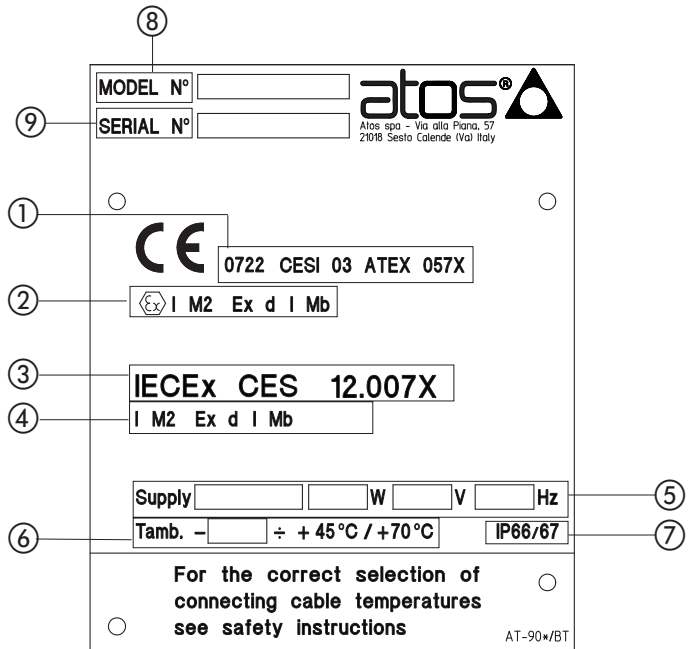 ⑧
MODEL N°
atos®
⑨
SERIAL N°
Atos spa - Via alla Piana, 57
21018 Sesto Calende (Va) Italy
①
CE 0722 CESI 03 ATEX 057X
②
Ex I M2 Ex d I Mb
③
IECEx CES 12.007X
④
I M2 Ex d I Mb
Supply W V Hz
⑤
⑥
Tamb. - ÷ + 45°C / +70°C IP66/67
⑦
For the correct selection of
connecting cable temperatures
see safety instructions
AT-90*/BT